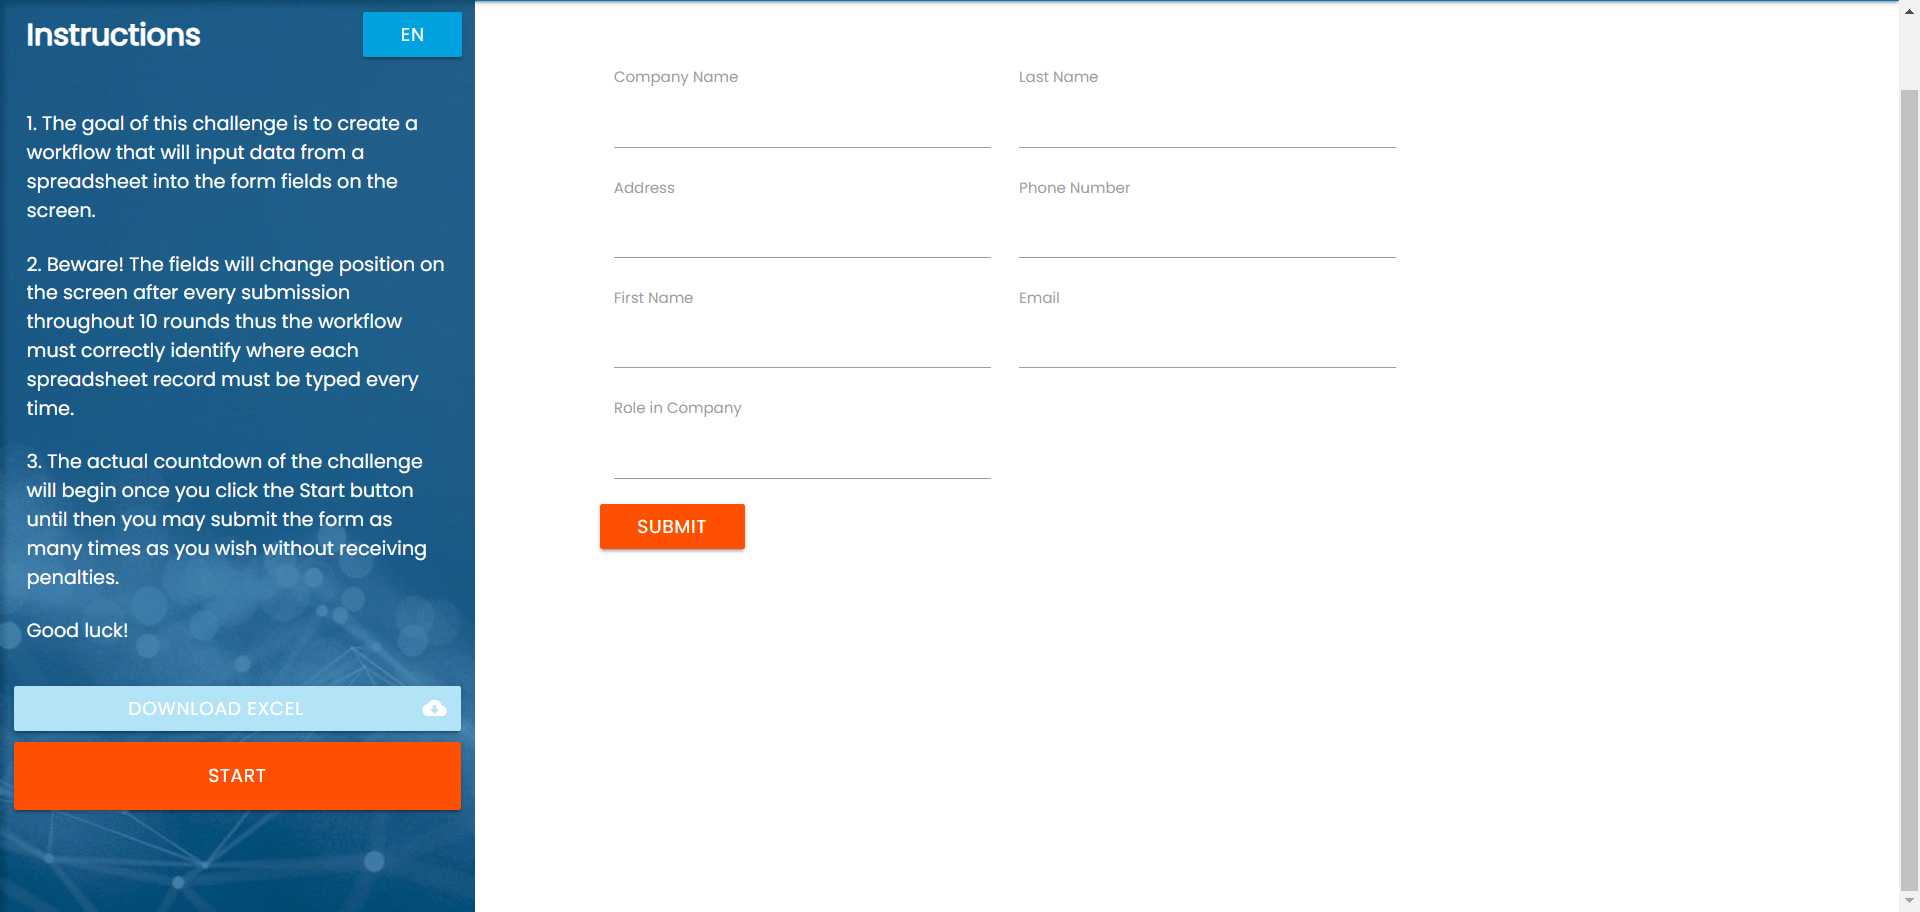 Instructions
EN
1. The goal of this challenge is to create a
workflow that will input data from a
spreadsheet into the form fields on the
screen.
2. Beware! The fields will change position on
the screen after every submission
throughout 10 rounds thus the workflow
must correctly identify where each
spreadsheet record must be typed every
time.
3. The actual countdown of the challenge
will begin once you click the Start button
until then you may submit the form as
many times as you wish without receiving
penalties.
Good luck!
DOWNLOAD EXCEL
START
Company Name
Last Name
Address
Phone Number
First Name
Email
Role in Company
SUBMIT